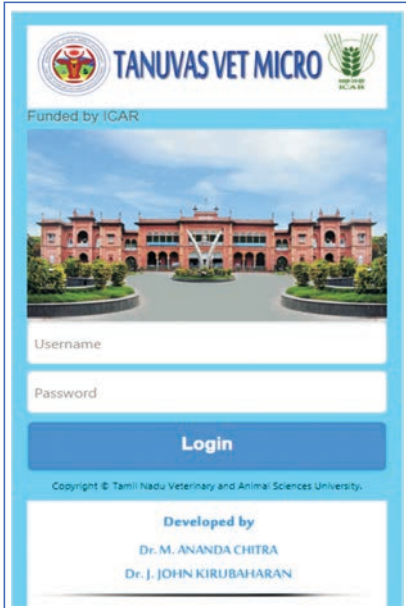 TANUVAS VET MICRO
ICAR
Funded by ICAR
Username
Password
Login
Copyright © Tamil Nadu Veterinary and Animal Sciences University.
Developed by
Dr. M. ANANDA CHITRA
Dr. J. JOHN KIRUBAHARAN